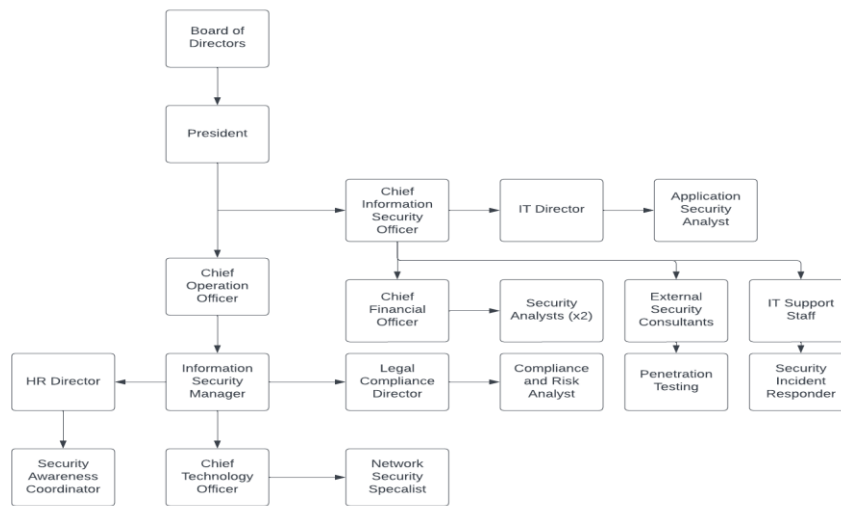 Board of
Directors
President
Chief
Information
Security
Officer
IT Director
Application
Security
Analyst
Chief
Operation
Officer
Chief
Financial
Officer
Security
Analysts (x2)
External
Security
Consultants
IT Support
Staff
HR Director
Information
Security
Manager
Legal
Compliance
Director
Compliance
and Risk
Analyst
Penetration
Testing
Security
Incident
Responder
Security
Awareness
Coordinator
Chief
Technology
Officer
Network
Security
Specalist